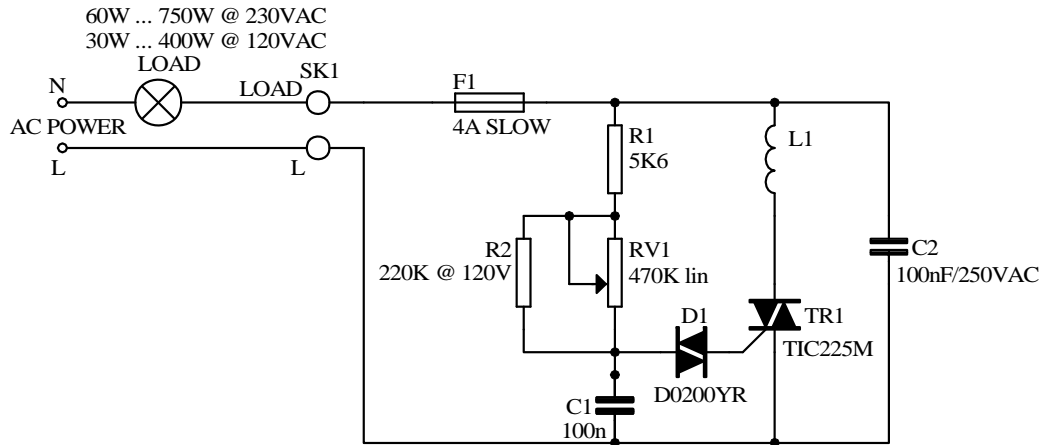 60W ... 750W @ 230VAC
30W ... 400W @ 120VAC
LOAD
SK1
N
LOAD
F1
AC POWER
4A SLOW
R1
L1
L
L
5K6
R2
RV1
C2
220K @ 120V
470K lin
100nF/250VAC
D1
TR1
TIC225M
D0200YR
C1
100n